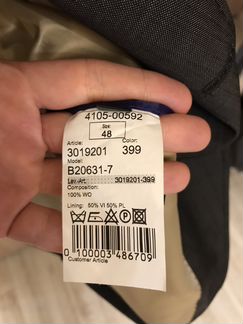 4105-00592
Size:
48
Article: Color:
3019201 399
Model:
B20631-7
Lev.-Art. 3019201-399
Composition:
100% WO
Lining: 50% VI 50% PL
0 100003 486709
Customer Article